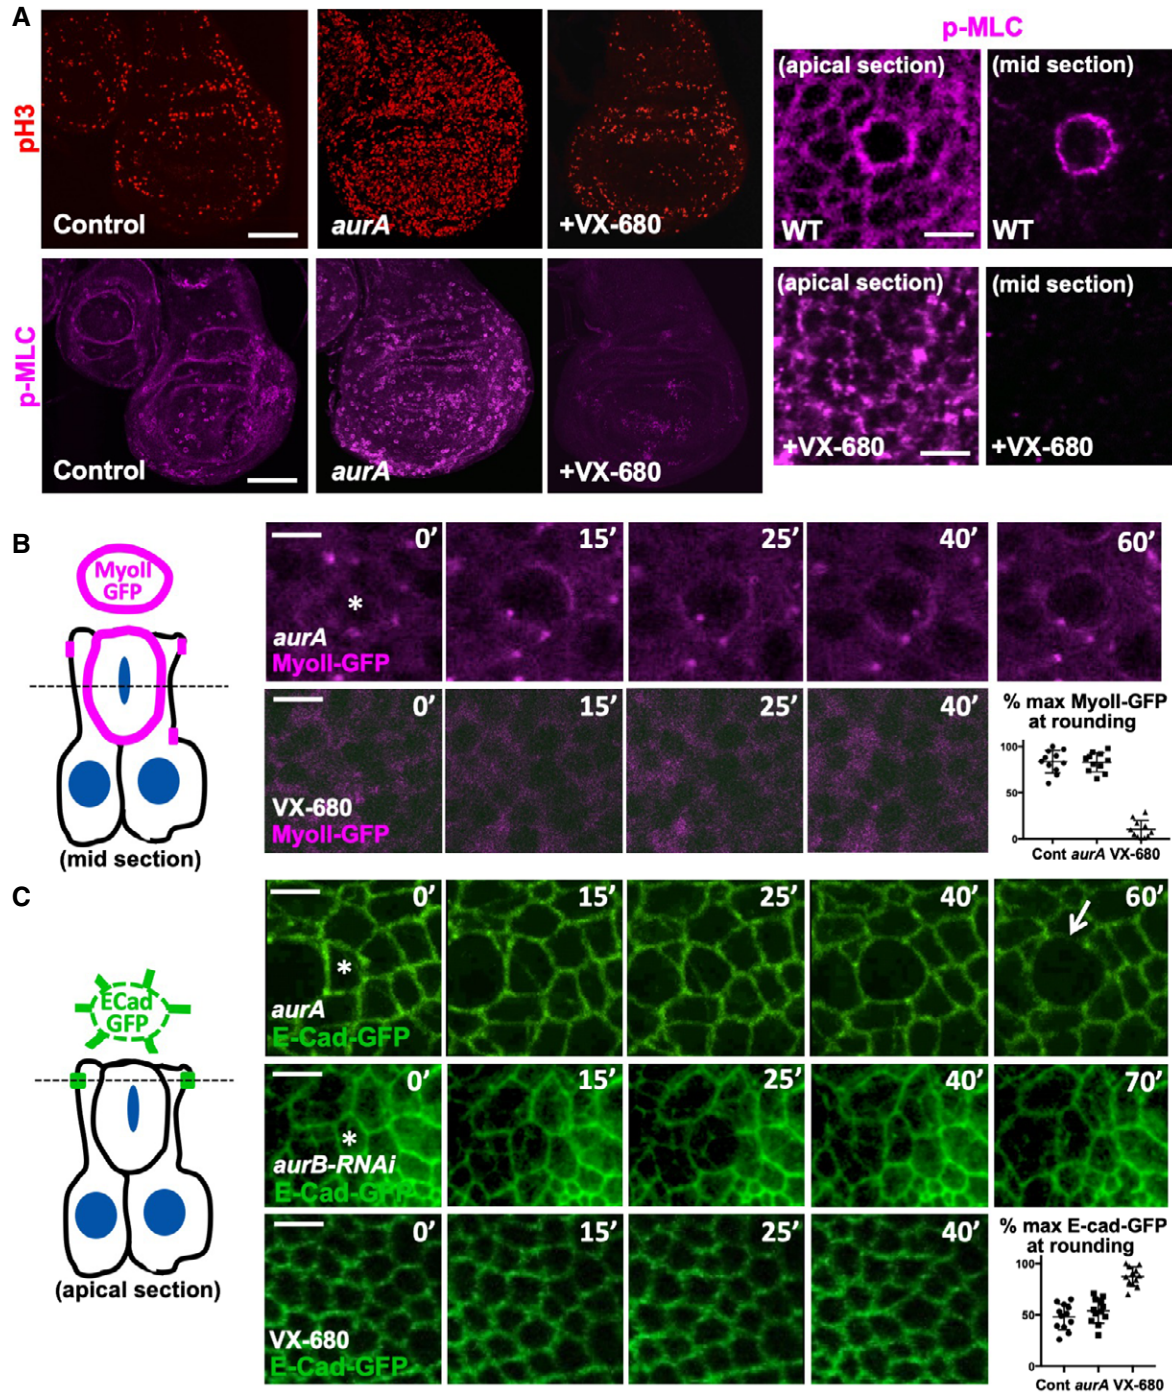 A
pH3
Control
aurA
+VX-680
p-MLC
(apical section)
WT
(mid section)
WT
p-MLC
Control
aurA
+VX-680
(apical section)
+VX-680
(mid section)
+VX-680
B
MyoII
GFP
(mid section)
0’
aurA
MyoII-GFP
15’
25’
40’
60’
0’
VX-680
MyoII-GFP
15’
25’
40’
% max MyoII-GFP
at rounding
100
50
0
Cont aurA VX-680
C
ECad
GFP
(apical section)
0’
aurA
E-Cad-GFP
15’
25’
40’
60’
0’
aurB-RNAi
E-Cad-GFP
15’
25’
40’
70’
0’
VX-680
E-Cad-GFP
15’
25’
40’
% max E-cad-GFP
at rounding
100
50
0
Cont aurA VX-680